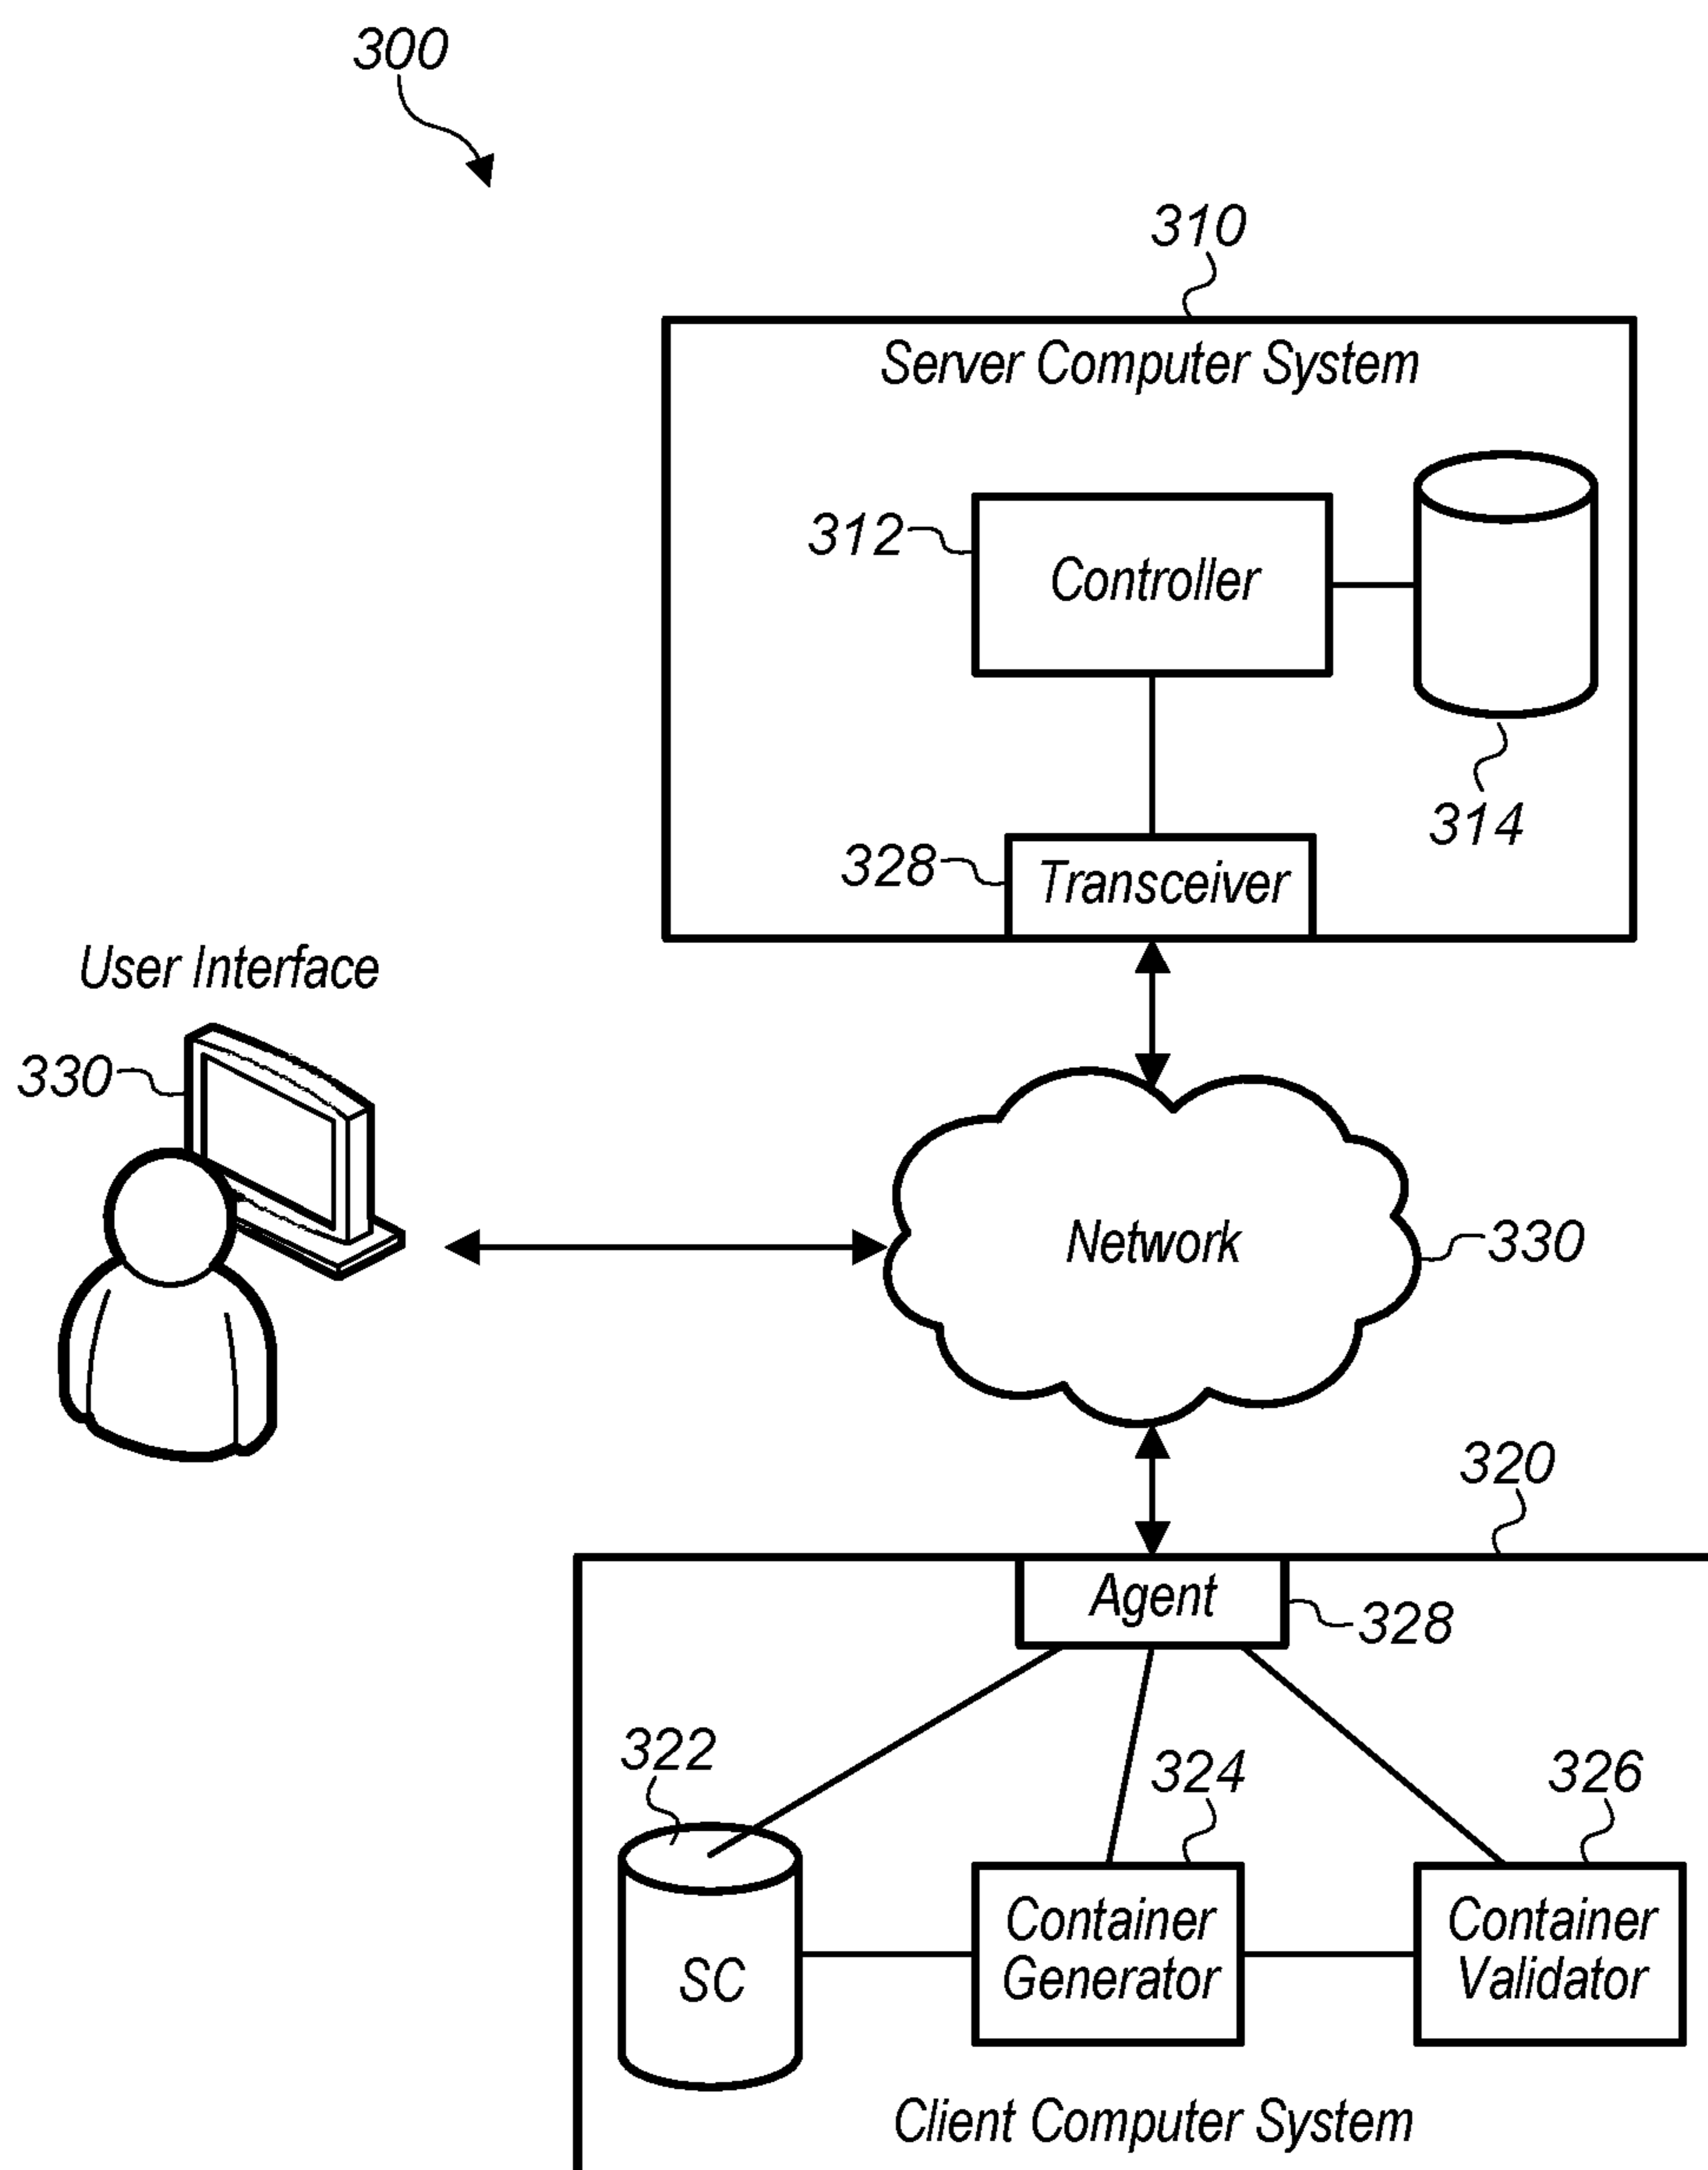 300
310
Server Computer System
312
Controller
314
328
Transceiver
User Interface
330
Network
330
320
Agent
328
322
324
326
SC
Container
Generator
Container
Validator
Client Computer System